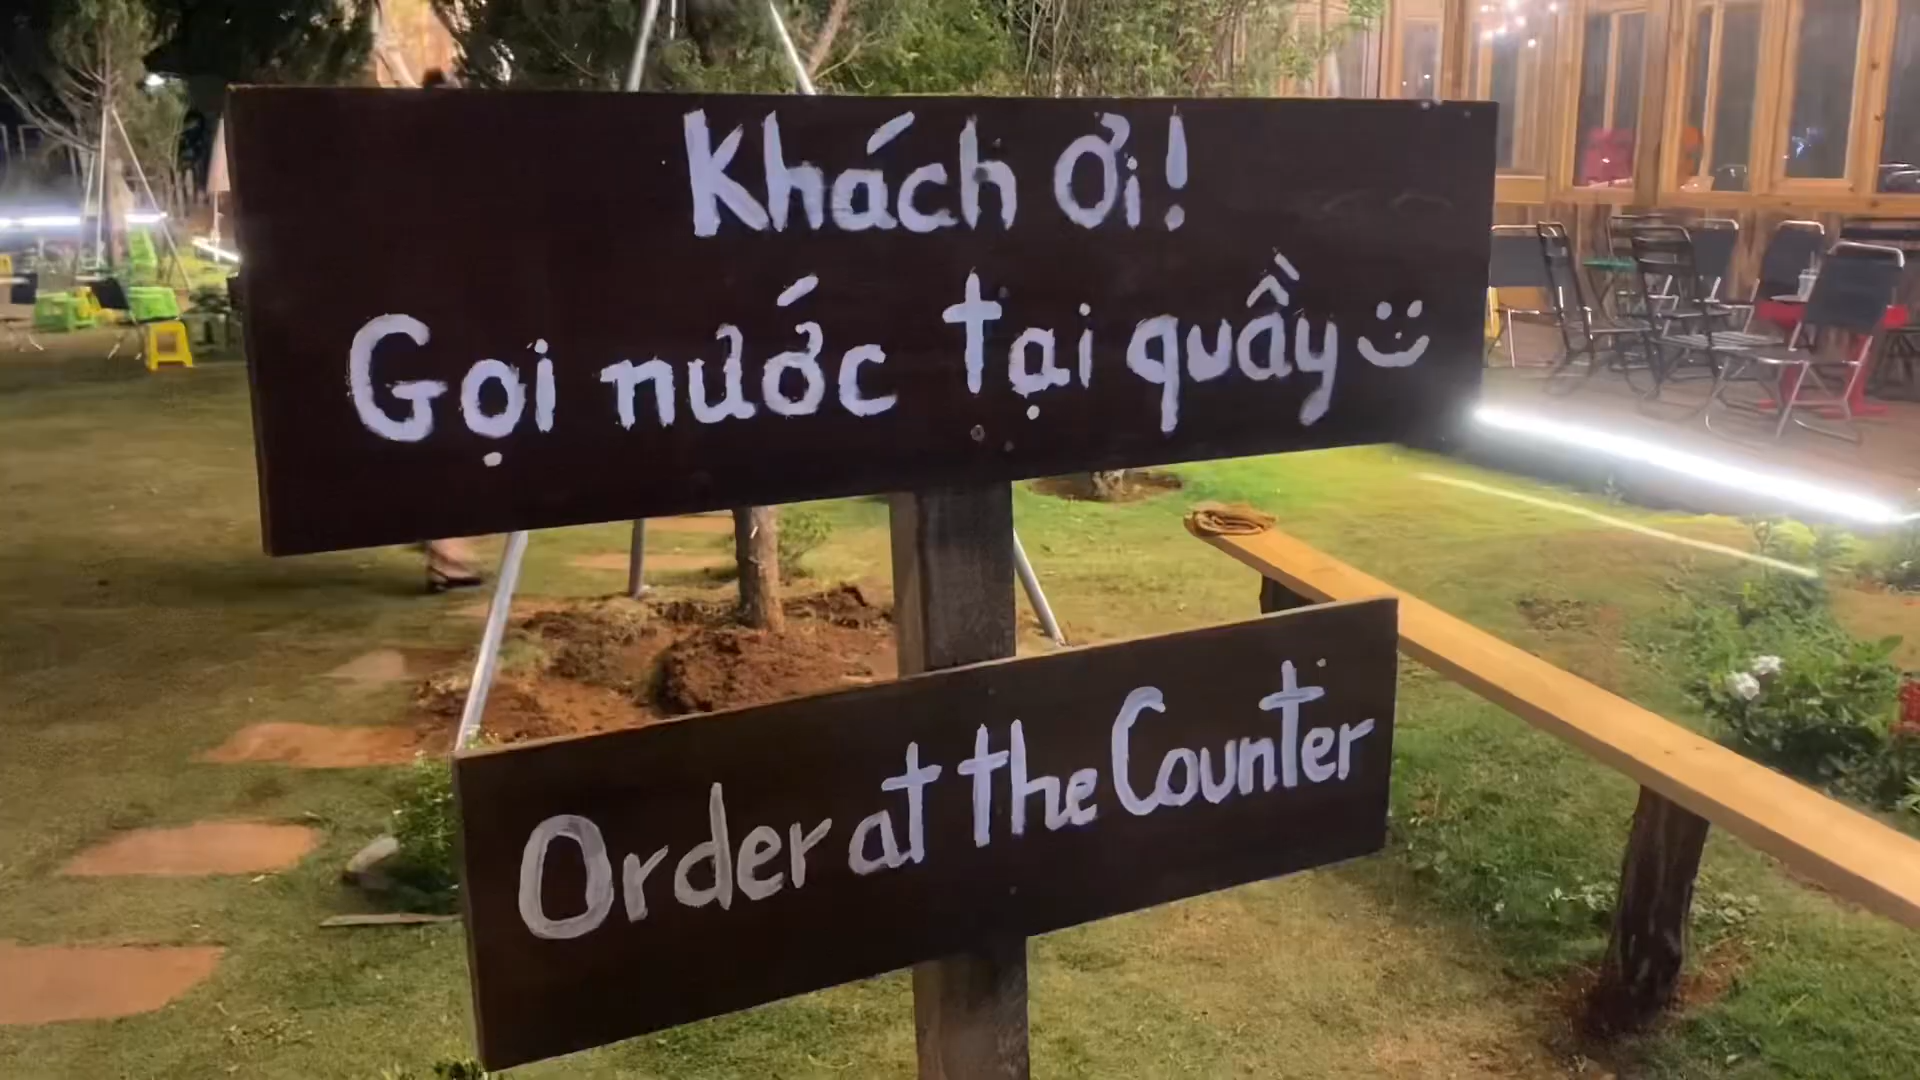 Khách ơi!
Gọi nước tại quầy
Order at the Counter